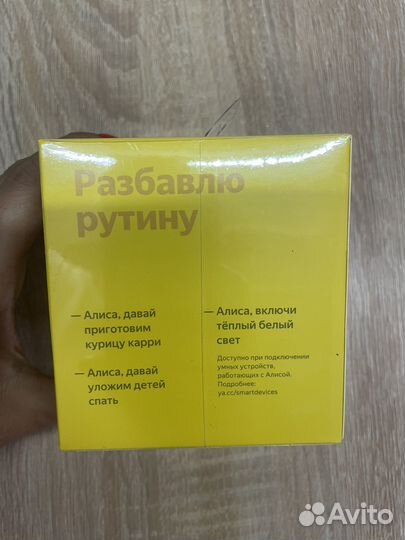 Разбавлю
рутину
— Алиса, давай
приготовим
курицу карри
— Алиса, давай
уложим детей
спать
— Алиса, включи
тёплый белый
свет
Доступно при подключении
умных устройств,
работающих с Алисой.
Подробнее:
ya.cc/smartdevices
Avito